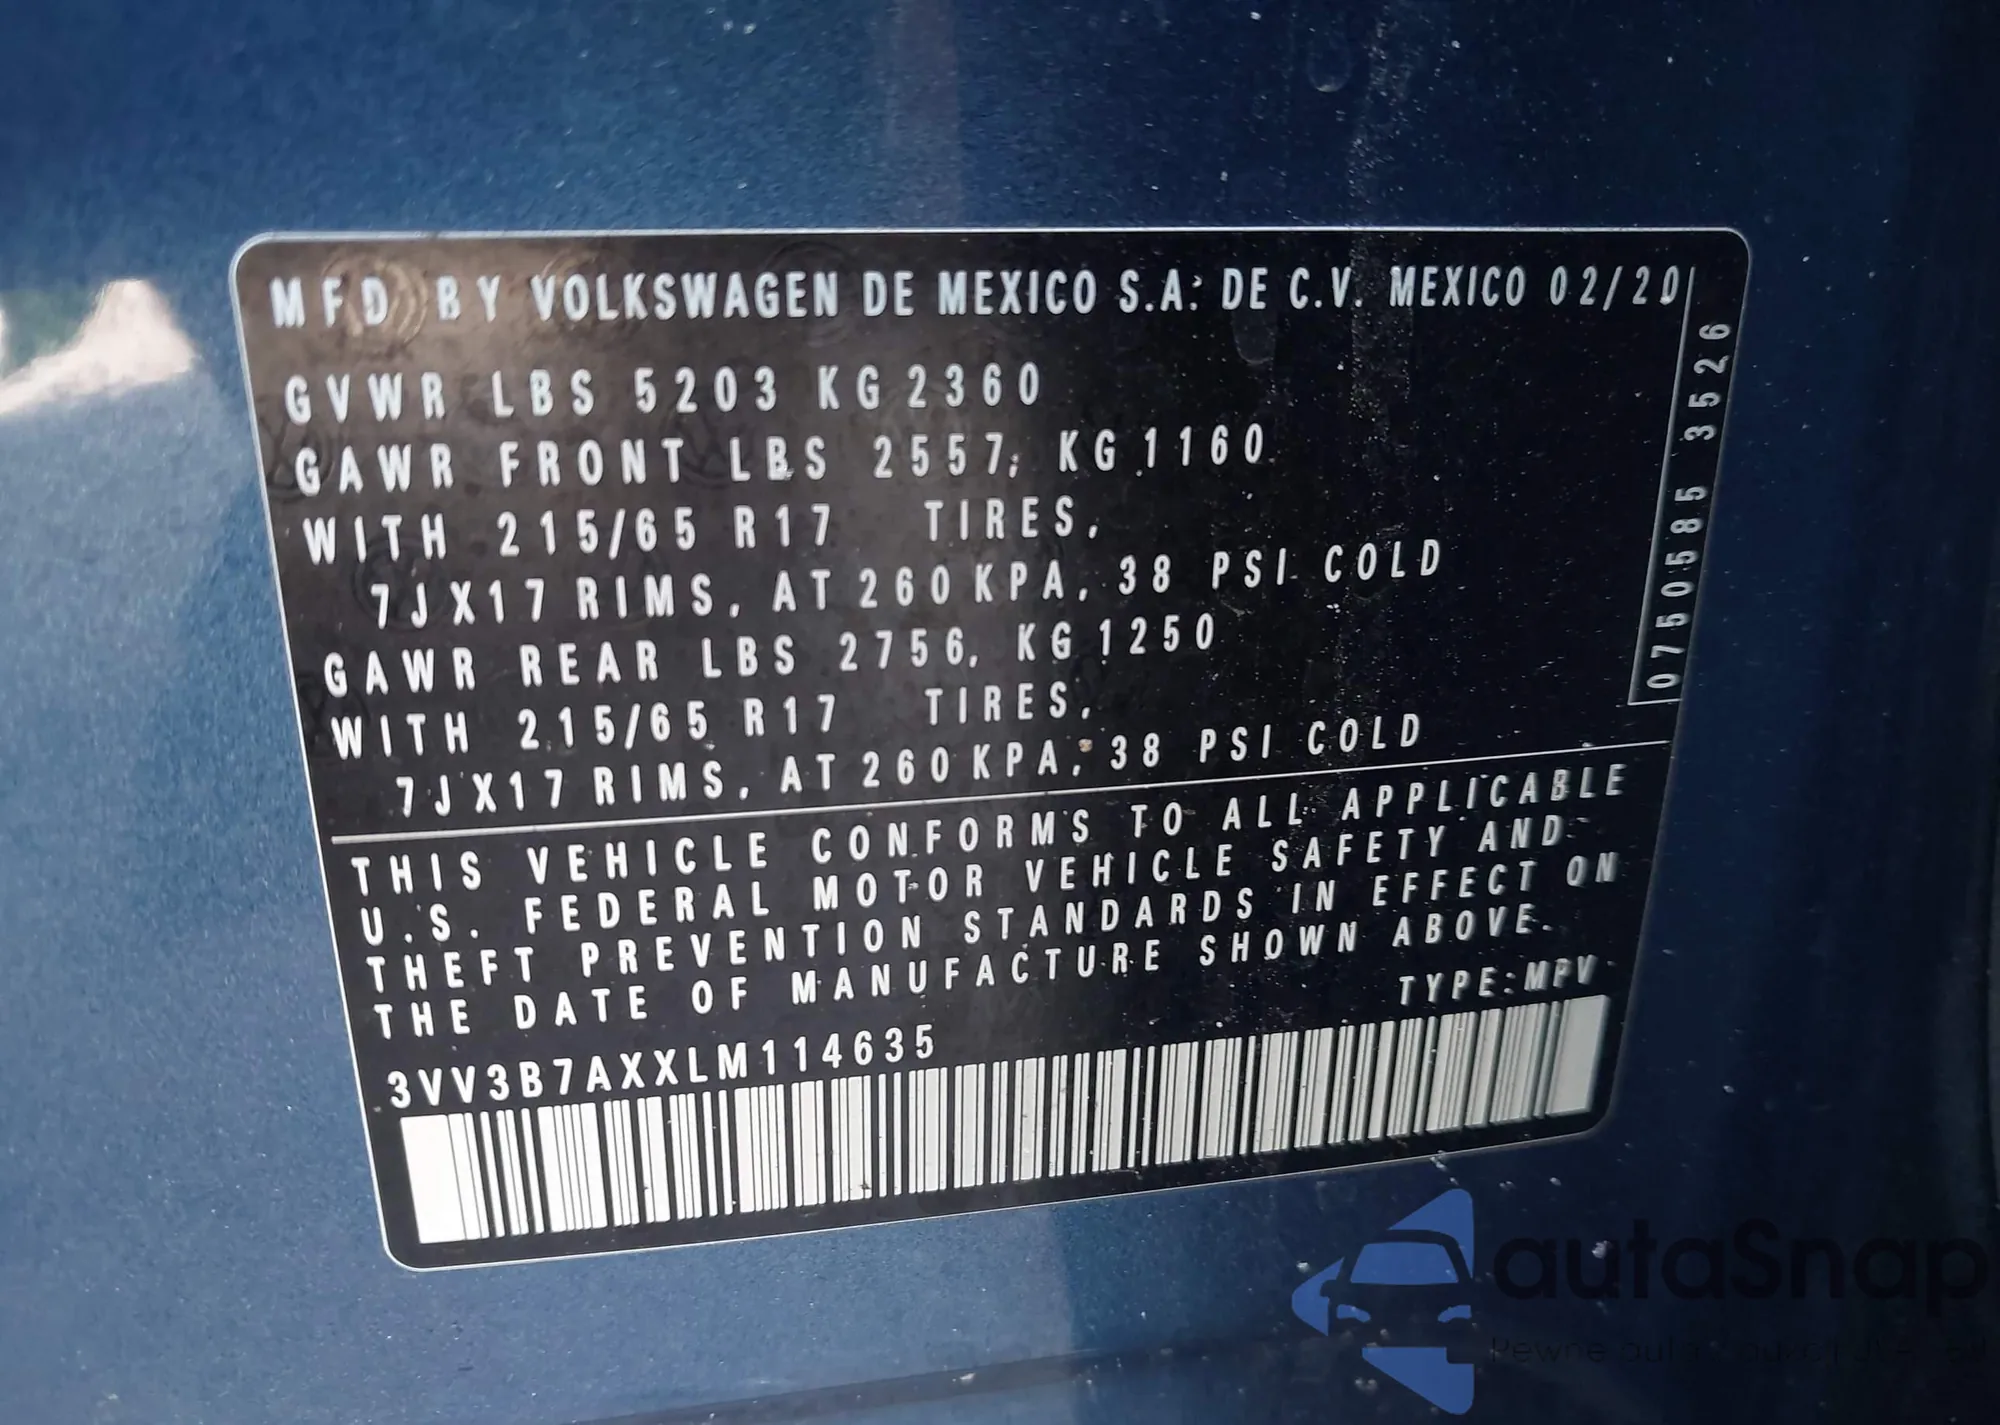 MFD BY VOLKSWAGEN DE MEXICO S.A. DE C.V. MEXICO 02/20
GVWR LBS 5203 KG 2360
GAWR FRONT LBS 2557, KG 1160
WITH 215/65 R17 TIRES,
7JX17 RIMS, AT 260 KPA, 38 PSI COLD
GAWR REAR LBS 2756, KG 1250
WITH 215/65 R17 TIRES,
7JX17 RIMS, AT 260 KPA, 38 PSI COLD
0750585 3526
THIS VEHICLE CONFORMS TO ALL APPLICABLE
U.S. FEDERAL MOTOR VEHICLE SAFETY AND
THEFT PREVENTION STANDARDS IN EFFECT ON
THE DATE OF MANUFACTURE SHOWN ABOVE.
TYPE:MPV
3VV3B7AXXLM114635
autaSnap
Pewne auta